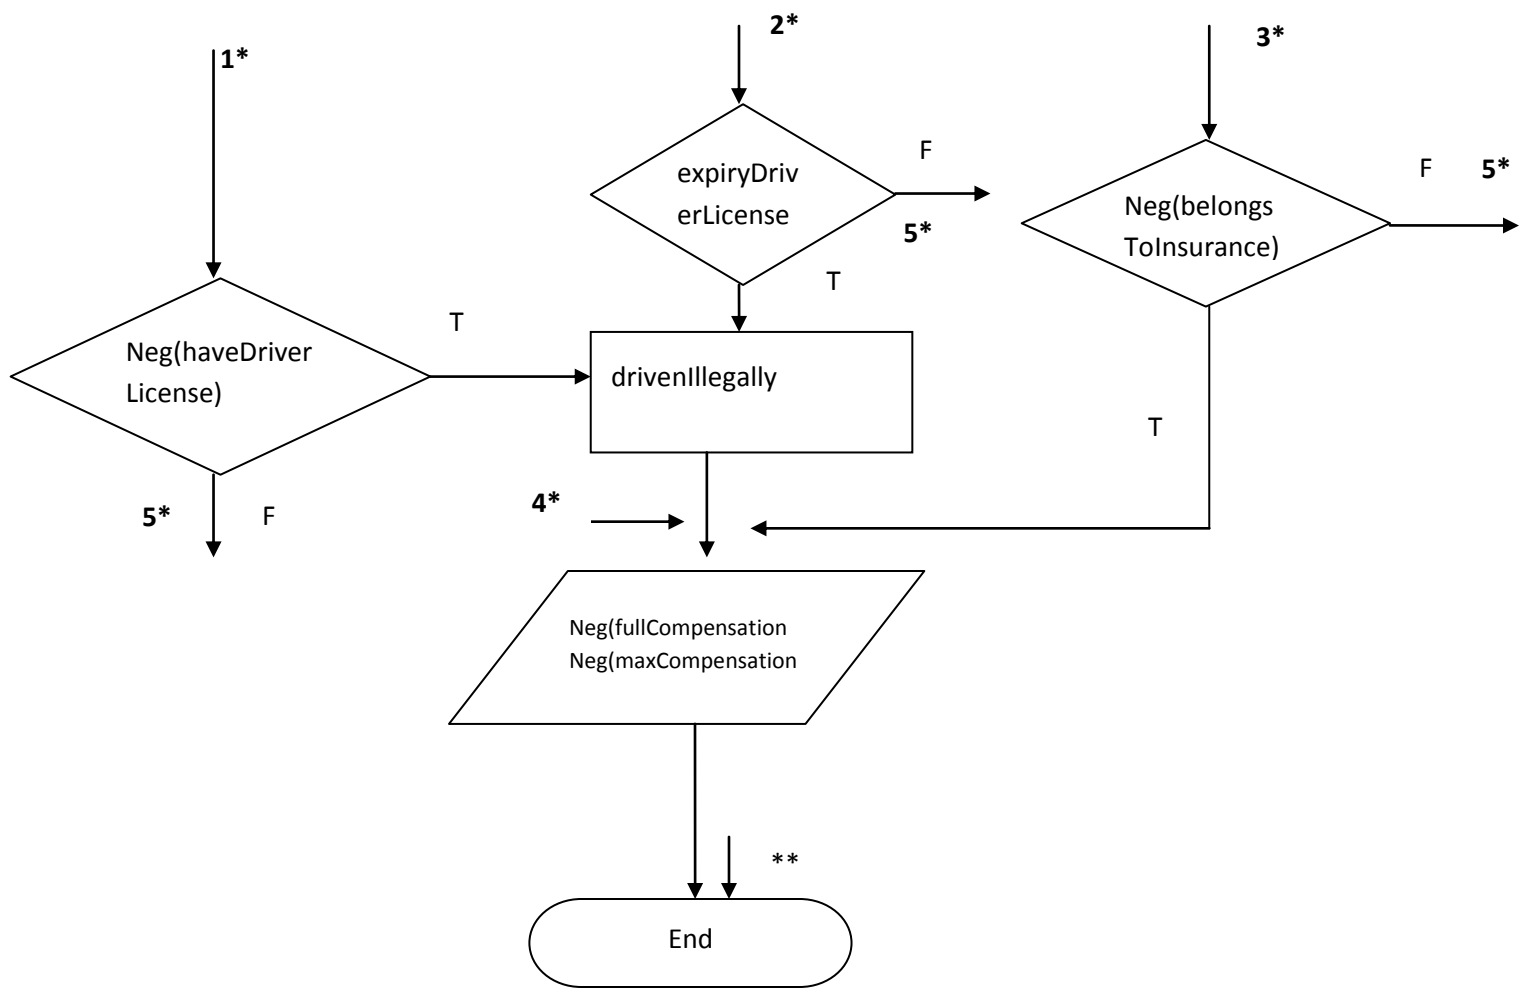 1*
2*
3*
expiryDriv
erLicense
F
5*
T
Neg(belongs
ToInsurance)
F
5*
T
Neg(haveDriver
License)
T
5*
F
drivenIllegally
4*
Neg(fullCompensation
Neg(maxCompensation
**
End